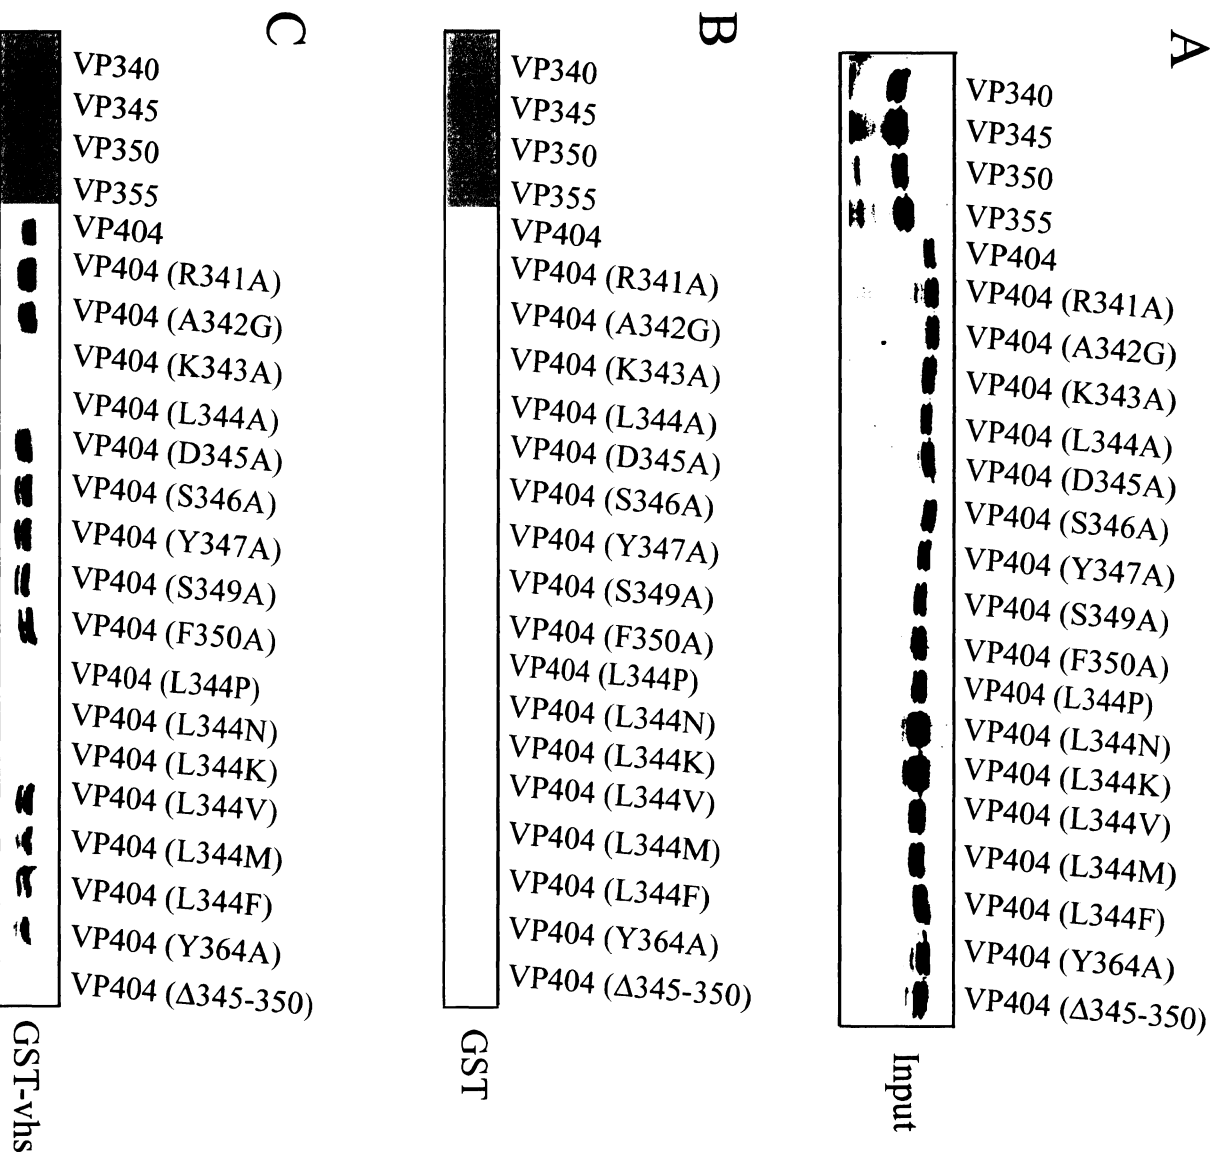 A
VP340
VP345
VP350
VP355
VP404
VP404 (R341A)
VP404 (A342G)
VP404 (K343A)
VP404 (L344A)
VP404 (D345A)
VP404 (S346A)
VP404 (Y347A)
VP404 (S349A)
VP404 (F350A)
VP404 (L344P)
VP404 (L344N)
VP404 (L344K)
VP404 (L344V)
VP404 (L344M)
VP404 (L344F)
VP404 (Y364A)
VP404 (Δ345-350)
Input
B
VP340
VP345
VP350
VP355
VP404
VP404 (R341A)
VP404 (A342G)
VP404 (K343A)
VP404 (L344A)
VP404 (D345A)
VP404 (S346A)
VP404 (Y347A)
VP404 (S349A)
VP404 (F350A)
VP404 (L344P)
VP404 (L344N)
VP404 (L344K)
VP404 (L344V)
VP404 (L344M)
VP404 (L344F)
VP404 (Y364A)
VP404 (Δ345-350)
GST
C
VP340
VP345
VP350
VP355
VP404
VP404 (R341A)
VP404 (A342G)
VP404 (K343A)
VP404 (L344A)
VP404 (D345A)
VP404 (S346A)
VP404 (Y347A)
VP404 (S349A)
VP404 (F350A)
VP404 (L344P)
VP404 (L344N)
VP404 (L344K)
VP404 (L344V)
VP404 (L344M)
VP404 (L344F)
VP404 (Y364A)
VP404 (Δ345-350)
GST-vhs